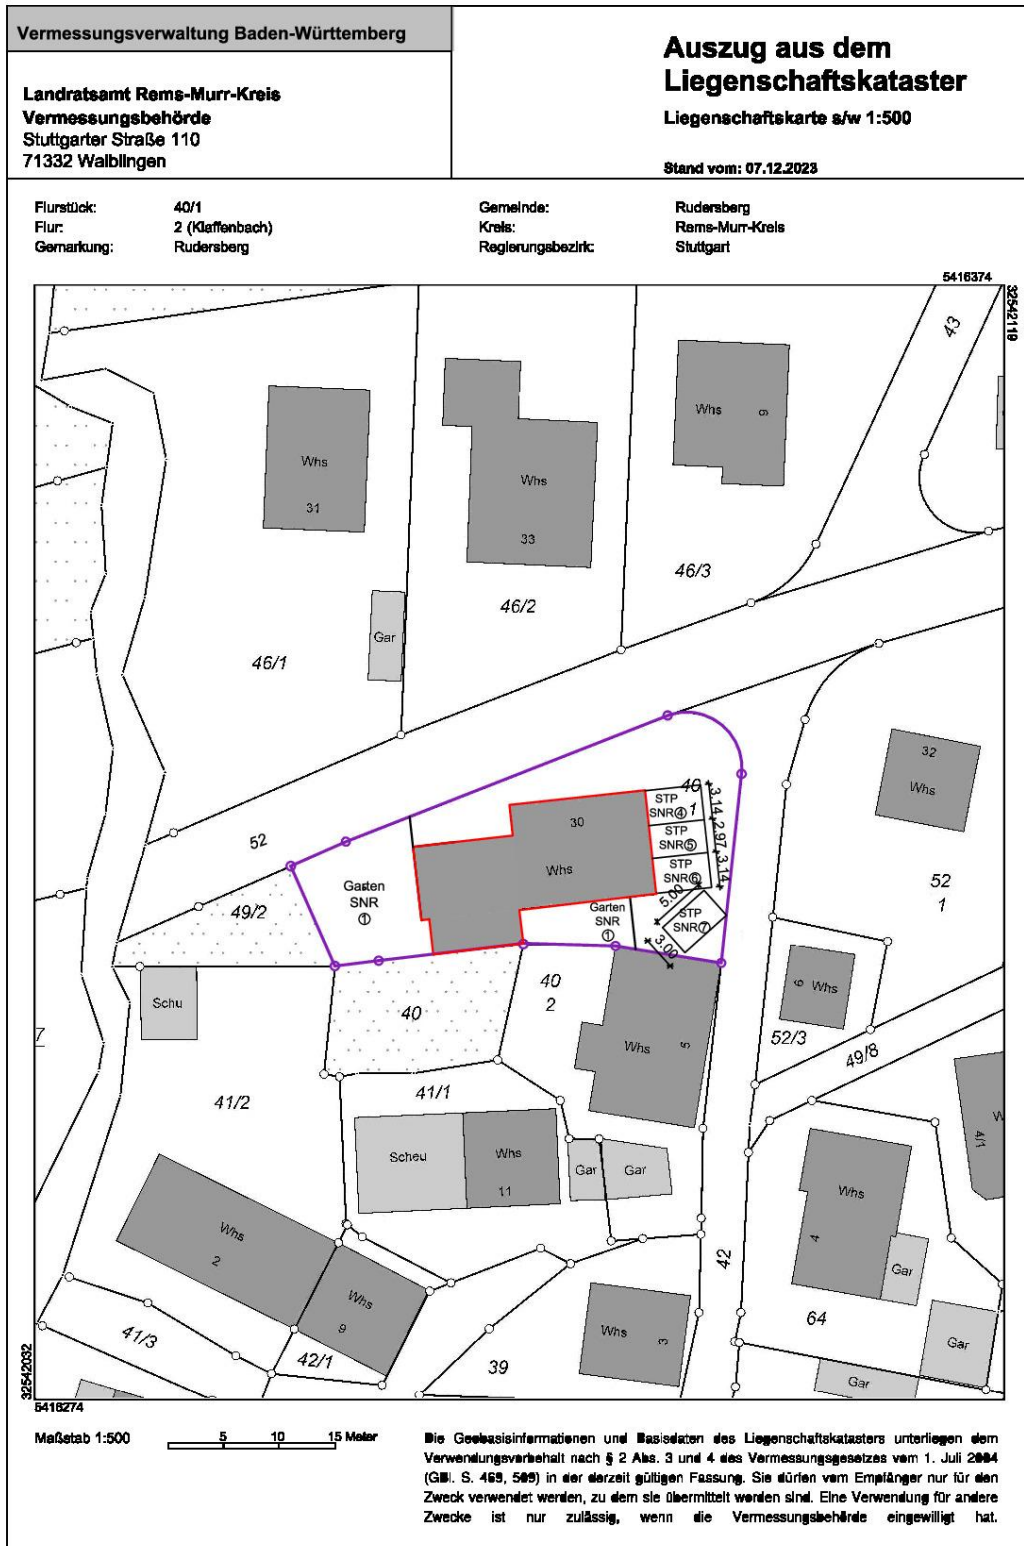 Vermessungsverwaltung Baden-Württemberg
Landratsamt Rems-Murr-Kreis
Vermessungsbehörde
Stuttgarter Straße 110
71332 Waiblingen
Auszug aus dem
Liegenschaftskataster
Liegenschaftskarte s/w 1:500
Stand vom: 07.12.2023
Flurstück: 40/1
Flur: 2 (Klaffenbach)
Gemarkung: Rudersberg
Gemeinde: Rudersberg
Kreis: Rems-Murr-Kreis
Regierungsbezirk: Stuttgart
5416374
32542119
43
Whs
9
Whs
31
Whs
33
46/3
46/2
Gar
46/1
32
Whs
52
40
1
STP
SNR④
3.14
30
STP
SNR⑤
2.97
Whs
STP
SNR⑥
3.14
5.00
Garten
SNR
①
Garten
SNR
①
STP
SNR⑦
3.00
52
1
49/2
6
Whs
40
40
2
Schu
7
Whs
5
52/3
49/8
41/2
41/1
Scheu
Whs
11
Gar
Gar
W
4/1
Whs
4
Whs
2
Gar
42
Whs
9
64
Whs
3
Gar
41/3
42/1
39
Gar
32542032
5416274
Maßstab 1:500
5 10 15 Meter
Die Geobasisinformationen und Basisdaten des Liegenschaftskatasters unterliegen dem
Verwendungsvorbehalt nach § 2 Abs. 3 und 4 des Vermessungsgesetzes vom 1. Juli 2004
(GBl. S. 469, 509) in der derzeit gültigen Fassung. Sie dürfen vom Empfänger nur für den
Zweck verwendet werden, zu dem sie übermittelt worden sind. Eine Verwendung für andere
Zwecke ist nur zulässig, wenn die Vermessungsbehörde eingewilligt hat.